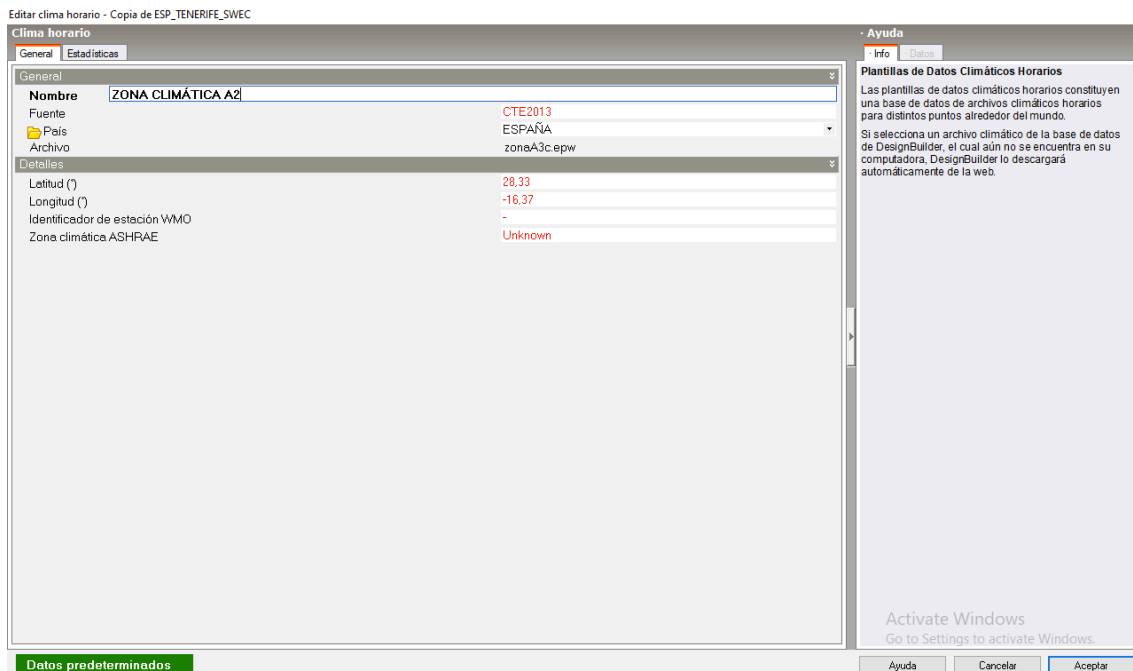 Editar clima horario - Copia de ESP_TENERIFE_SWEC
Clima horario
General Estadísticas
General
Nombre ZONA CLIMÁTICA A2
Fuente CTE2013
País ESPAÑA
Archivo zonaA3c.epw
Detalles
Latitud (°) 28,33
Longitud (°) -16,37
Identificador de estación WMO -
Zona climática ASHRAE Unknown
Datos predeterminados
· Ayuda
· Info · Datos
Plantillas de Datos Climáticos Horarios
Las plantillas de datos climáticos horarios constituyen
una base de datos de archivos climáticos horarios
para distintos puntos alrededor del mundo.
Si selecciona un archivo climático de la base de datos
de DesignBuilder, el cual aún no se encuentra en su
computadora, DesignBuilder lo descargará
automáticamente de la web.
Activate Windows
Go to Settings to activate Windows.
Ayuda Cancelar Aceptar